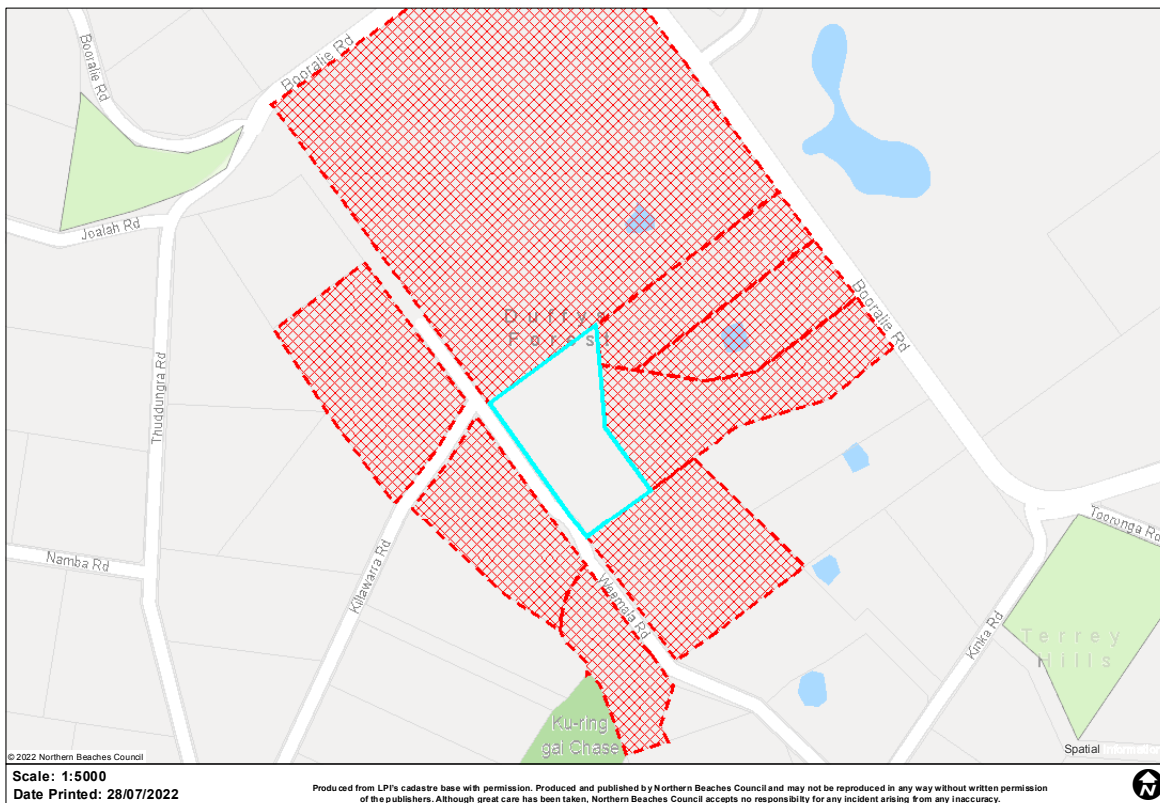 Booralie Rd
Booralie Rd
Joalah Rd
Thuddungra Rd
Duffys
Forest
Booralie Rd
Namba Rd
Killawarra Rd
Weemala Rd
Tooronga Rd
Kinka Rd
Terrey
Hills
Ku-ring
gai Chase
© 2022 Northern Beaches Council
Spatial Information
Scale: 1:5000
Date Printed: 28/07/2022
Produced from LPI's cadastre base with permission. Produced and published by Northern Beaches Council and may not be reproduced in any way without written permission
of the publishers. Although great care has been taken, Northern Beaches Council accepts no responsibilty for any incident arising from any inaccuracy.
N